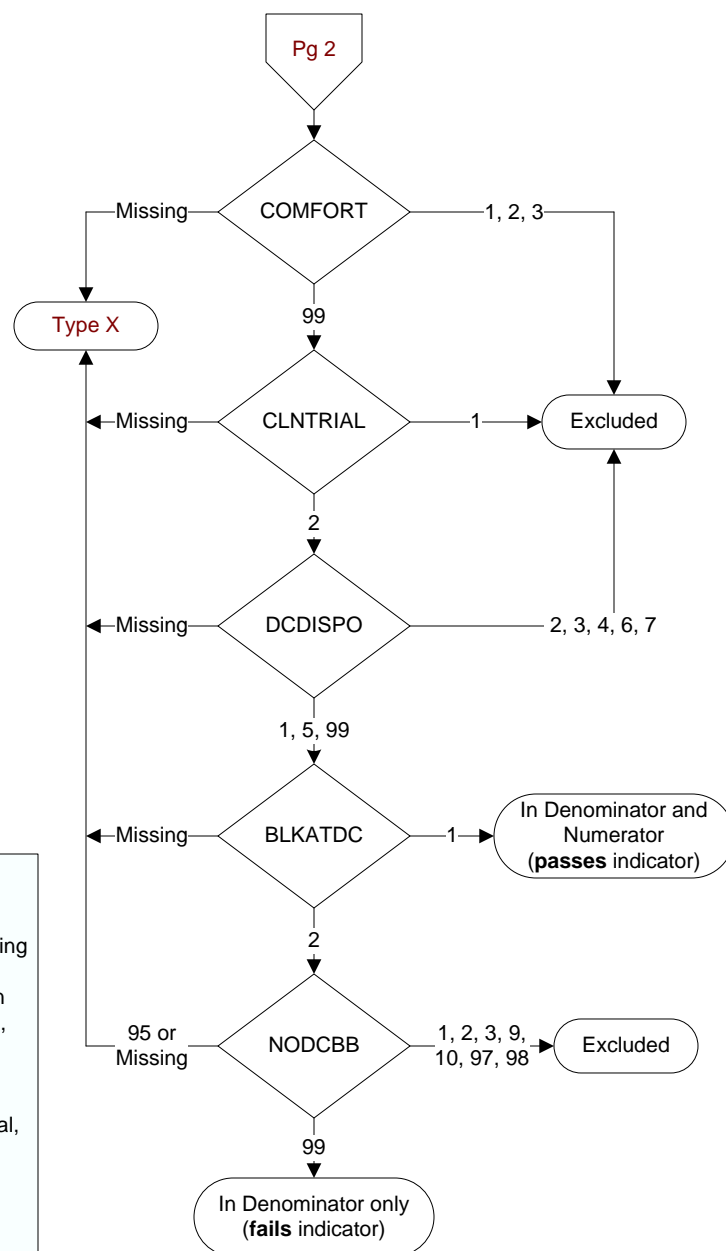 Pg 2
COMFORT
Missing
1, 2, 3
99
Type X
CLNTRIAL
Missing
1
Excluded
2
DCDISPO
Missing
2, 3, 4, 6, 7
1, 5, 99
BLKATDC
Missing
1
In Denominator and
Numerator
(passes indicator)
2
NODCBB
95 or
Missing
1, 2, 3, 9,
10, 97, 98
Excluded
99
In Denominator only
(fails indicator)